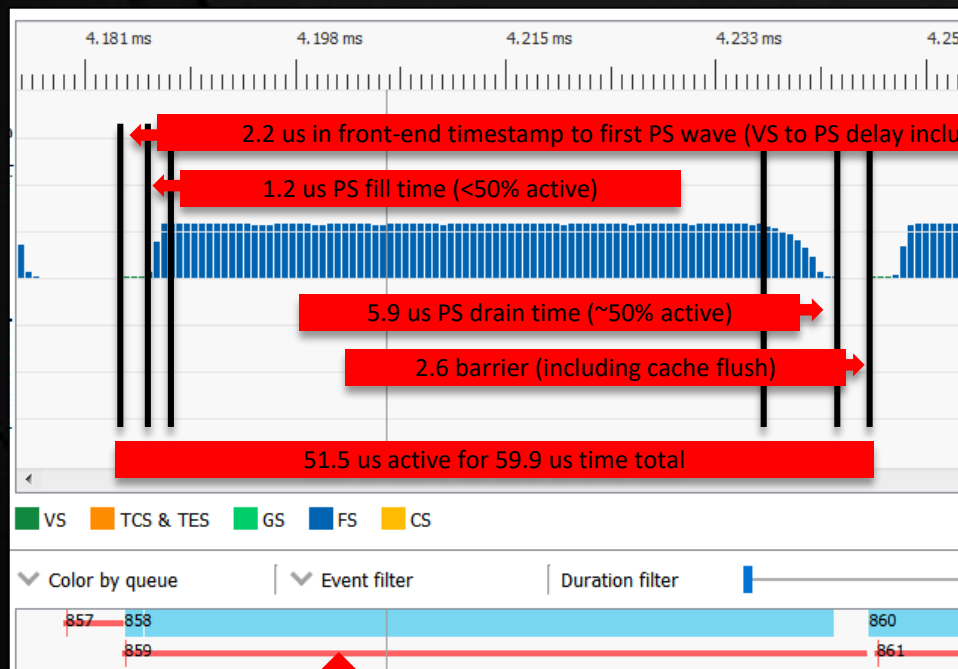 4.181 ms 4.198 ms 4.215 ms 4.233 ms 4.25
2.2 us in front-end timestamp to first PS wave (VS to PS delay inclu
1.2 us PS fill time (<50% active)
5.9 us PS drain time (~50% active)
2.6 barrier (including cache flush)
51.5 us active for 59.9 us time total
VS TCS & TES GS FS CS
Color by queue Event filter Duration filter
857 858 860
859 861